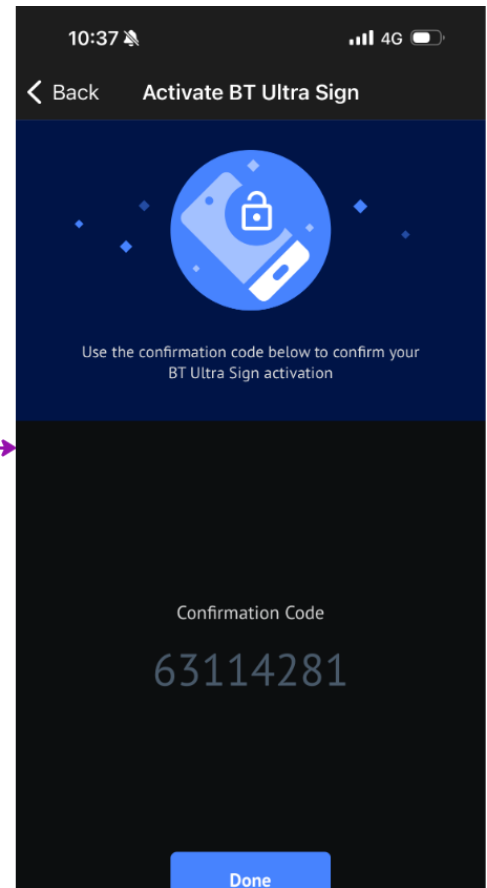 10:37
4G
Back Activate BT Ultra Sign
Use the confirmation code below to confirm your
BT Ultra Sign activation
Confirmation Code
63114281
Done